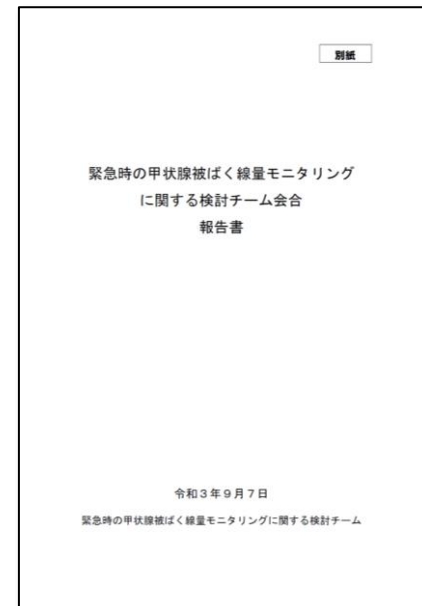 別紙
緊急時の甲状腺被ばく線量モニタリング
に関する検討チーム会合
報告書
令和３年９月７日
緊急時の甲状腺被ばく線量モニタリングに関する検討チーム